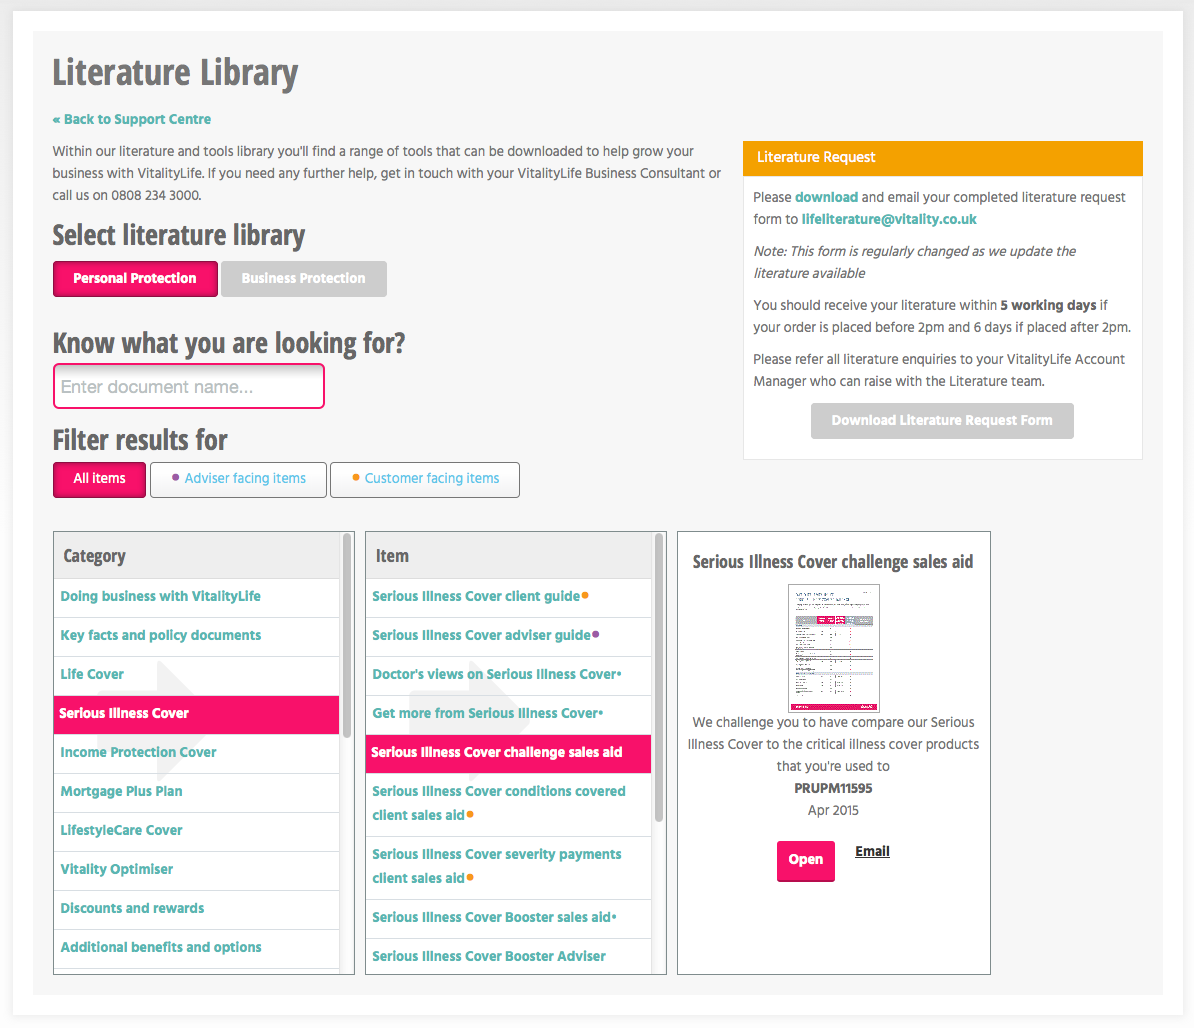 Literature Library
« Back to Support Centre
Within our literature and tools library you'll find a range of tools that can be downloaded to help grow your
business with VitalityLife. If you need any further help, get in touch with your VitalityLife Business Consultant or
call us on 0808 234 3000.
Select literature library
Personal Protection
Business Protection
Know what you are looking for?
Enter document name...
Filter results for
All items
Adviser facing items
Customer facing items
Literature Request
Please download and email your completed literature request
form to lifeliterature@vitality.co.uk
Note: This form is regularly changed as we update the
literature available
You should receive your literature within 5 working days if
your order is placed before 2pm and 6 days if placed after 2pm.
Please refer all literature enquiries to your VitalityLife Account
Manager who can raise with the Literature team.
Download Literature Request Form
Category
Doing business with VitalityLife
Key facts and policy documents
Life Cover
Serious Illness Cover
Income Protection Cover
Mortgage Plus Plan
LifestyleCare Cover
Vitality Optimiser
Discounts and rewards
Additional benefits and options
Item
Serious Illness Cover client guide
Serious Illness Cover adviser guide
Doctor's views on Serious Illness Cover•
Get more from Serious Illness Cover•
Serious Illness Cover challenge sales aid
Serious Illness Cover conditions covered
client sales aid
Serious Illness Cover severity payments
client sales aid
Serious Illness Cover Booster sales aid•
Serious Illness Cover Booster Adviser
Serious Illness Cover challenge sales aid
We challenge you to have compare our Serious
Illness Cover to the critical illness cover products
that you're used to
PRUPM11595
Apr 2015
Open
Email